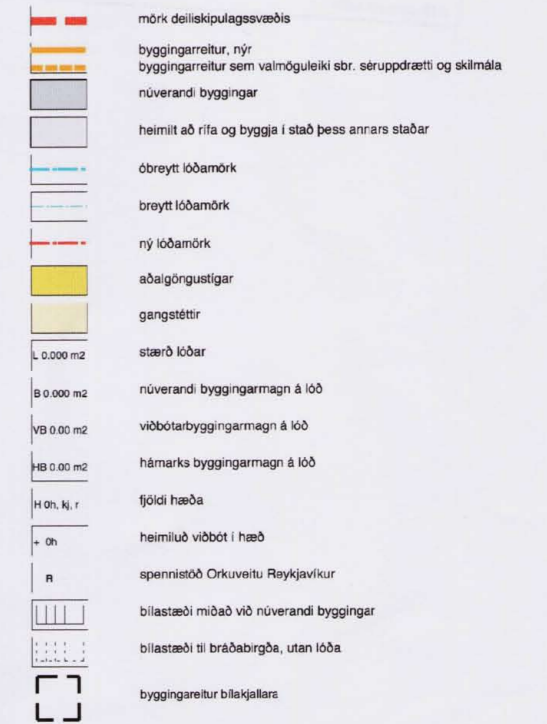 mörk deiliskipulagssvæðis
byggingarreitur, nýr
byggingarreitur sem valmöguleiki sbr. séruppdrætti og skilmála
núverandi byggingar
heimilt að rífa og byggja í stað þess annars staðar
óbreytt lóðamörk
breytt lóðamörk
ný lóðamörk
aðalgöngustígar
gangstéttir
L 0.000 m2 stærð lóðar
B 0.000 m2 núverandi byggingarmagn á lóð
VB 0.00 m2 viðbótarbyggingarmagn á lóð
HB 0.00 m2 hámarks byggingarmagn á lóð
H 0h, kj, r fjöldi hæða
+ 0h heimiluð viðbót í hæð
R spennistöð Orkuveitu Reykjavíkur
bílastæði miðað við núverandi byggingar
bílastæði til bráðabirgða, utan lóða
byggingareitur bílakjallara